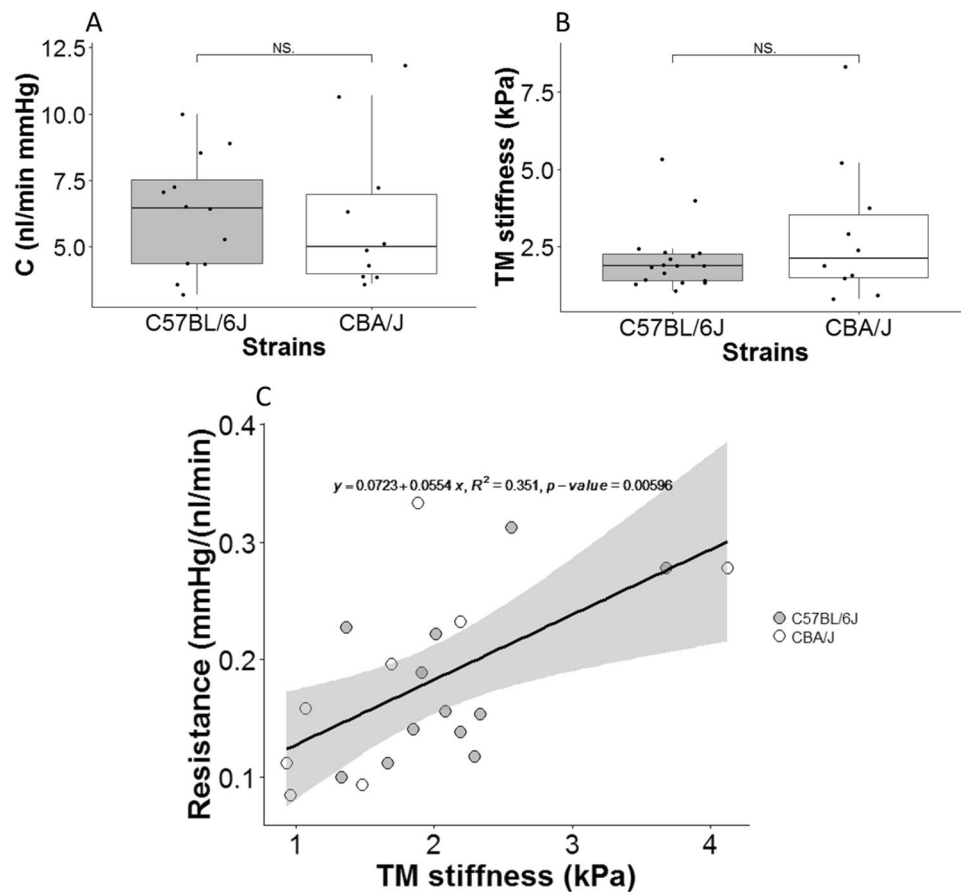 A
B
12.5
10.0
7.5
5.0
C (nl/min mmHg)
NS.
C57BL/6J
CBA/J
Strains
7.5
5.0
2.5
TM stiffness (kPa)
NS.
C57BL/6J
CBA/J
Strains
C
0.4
0.3
0.2
0.1
Resistance (mmHg/(nl/min)
y = 0.0723 + 0.0554 x, R² = 0.351, p − value = 0.00596
1
2
3
4
TM stiffness (kPa)
C57BL/6J
CBA/J